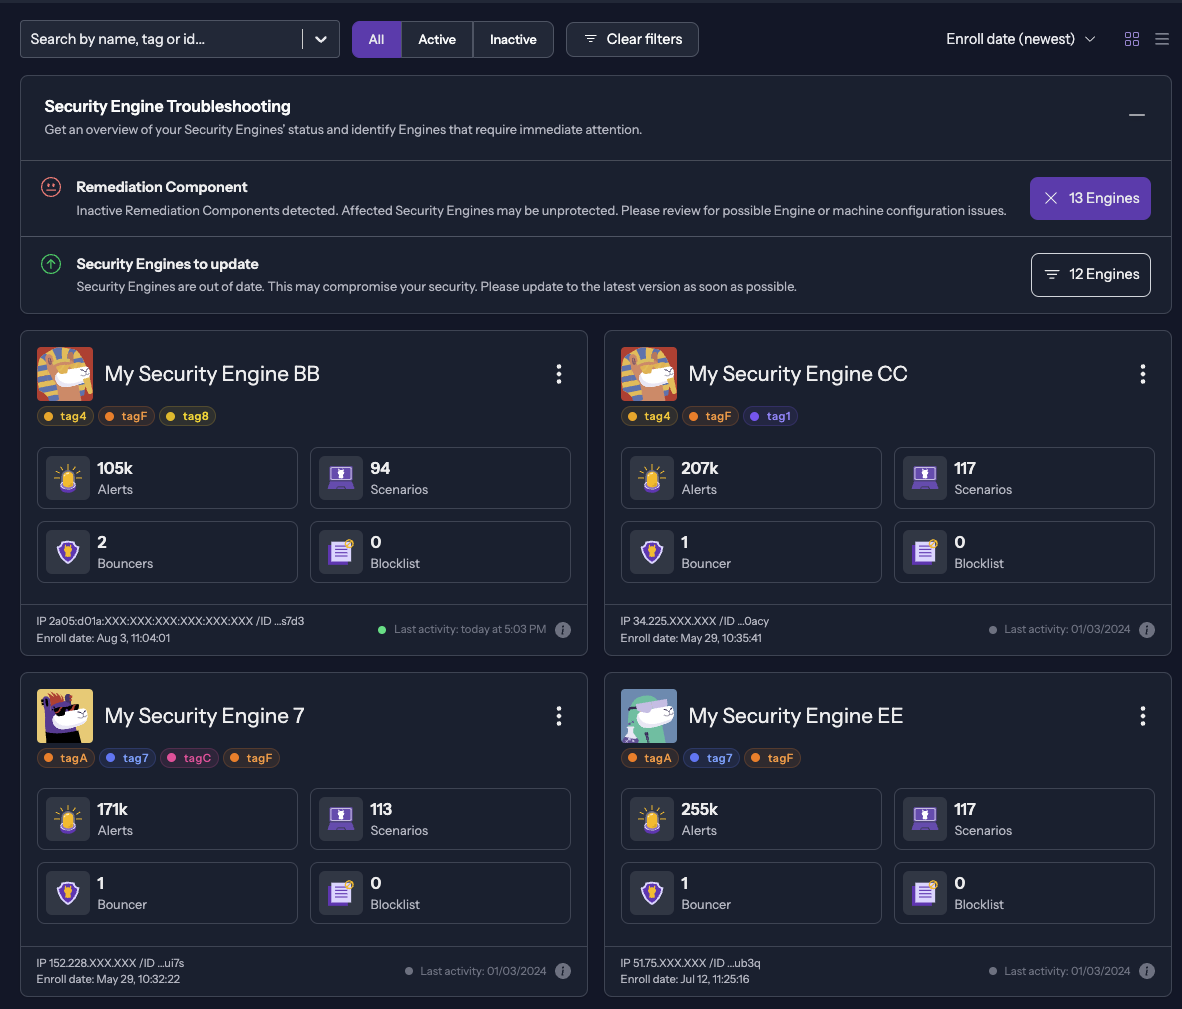 Search by name, tag or id...
All
Active
Inactive
Clear filters
Enroll date (newest)
Security Engine Troubleshooting
Get an overview of your Security Engines' status and identify Engines that require immediate attention.
Remediation Component
Inactive Remediation Components detected. Affected Security Engines may be unprotected. Please review for possible Engine or machine configuration issues.
13 Engines
Security Engines to update
Security Engines are out of date. This may compromise your security. Please update to the latest version as soon as possible.
12 Engines
My Security Engine BB
tag4
tagF
tag8
105k
Alerts
94
Scenarios
2
Bouncers
0
Blocklist
IP 2a05:d01a:XXX:XXX:XXX:XXX:XXX:XXX /ID ...s7d3
Enroll date: Aug 3, 11:04:01
Last activity: today at 5:03 PM
My Security Engine CC
tag4
tagF
tag1
207k
Alerts
117
Scenarios
1
Bouncer
0
Blocklist
IP 34.225.XXX.XXX /ID ...0acy
Enroll date: May 29, 10:35:41
Last activity: 01/03/2024
My Security Engine 7
tagA
tag7
tagC
tagF
171k
Alerts
113
Scenarios
1
Bouncer
0
Blocklist
IP 152.228.XXX.XXX /ID ...ui7s
Enroll date: May 29, 10:32:22
Last activity: 01/03/2024
My Security Engine EE
tagA
tag7
tagF
255k
Alerts
117
Scenarios
1
Bouncer
0
Blocklist
IP 51.75.XXX.XXX /ID ...ub3q
Enroll date: Jul 12, 11:25:16
Last activity: 01/03/2024